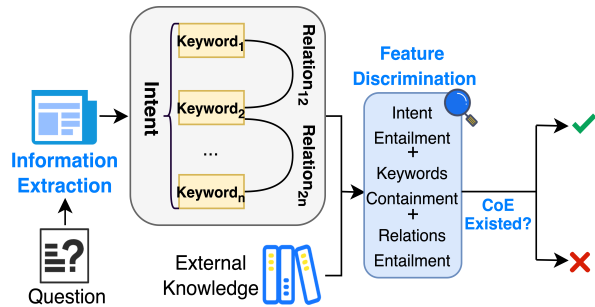 Information
Extraction
?
Question
Intent
Keyword1
Keyword2
...
Keywordn
Relation12
Relation2n
External
Knowledge
Feature
Discrimination
Intent
Entailment
+
Keywords
Containment
+
Relations
Entailment
CoE
Existed?